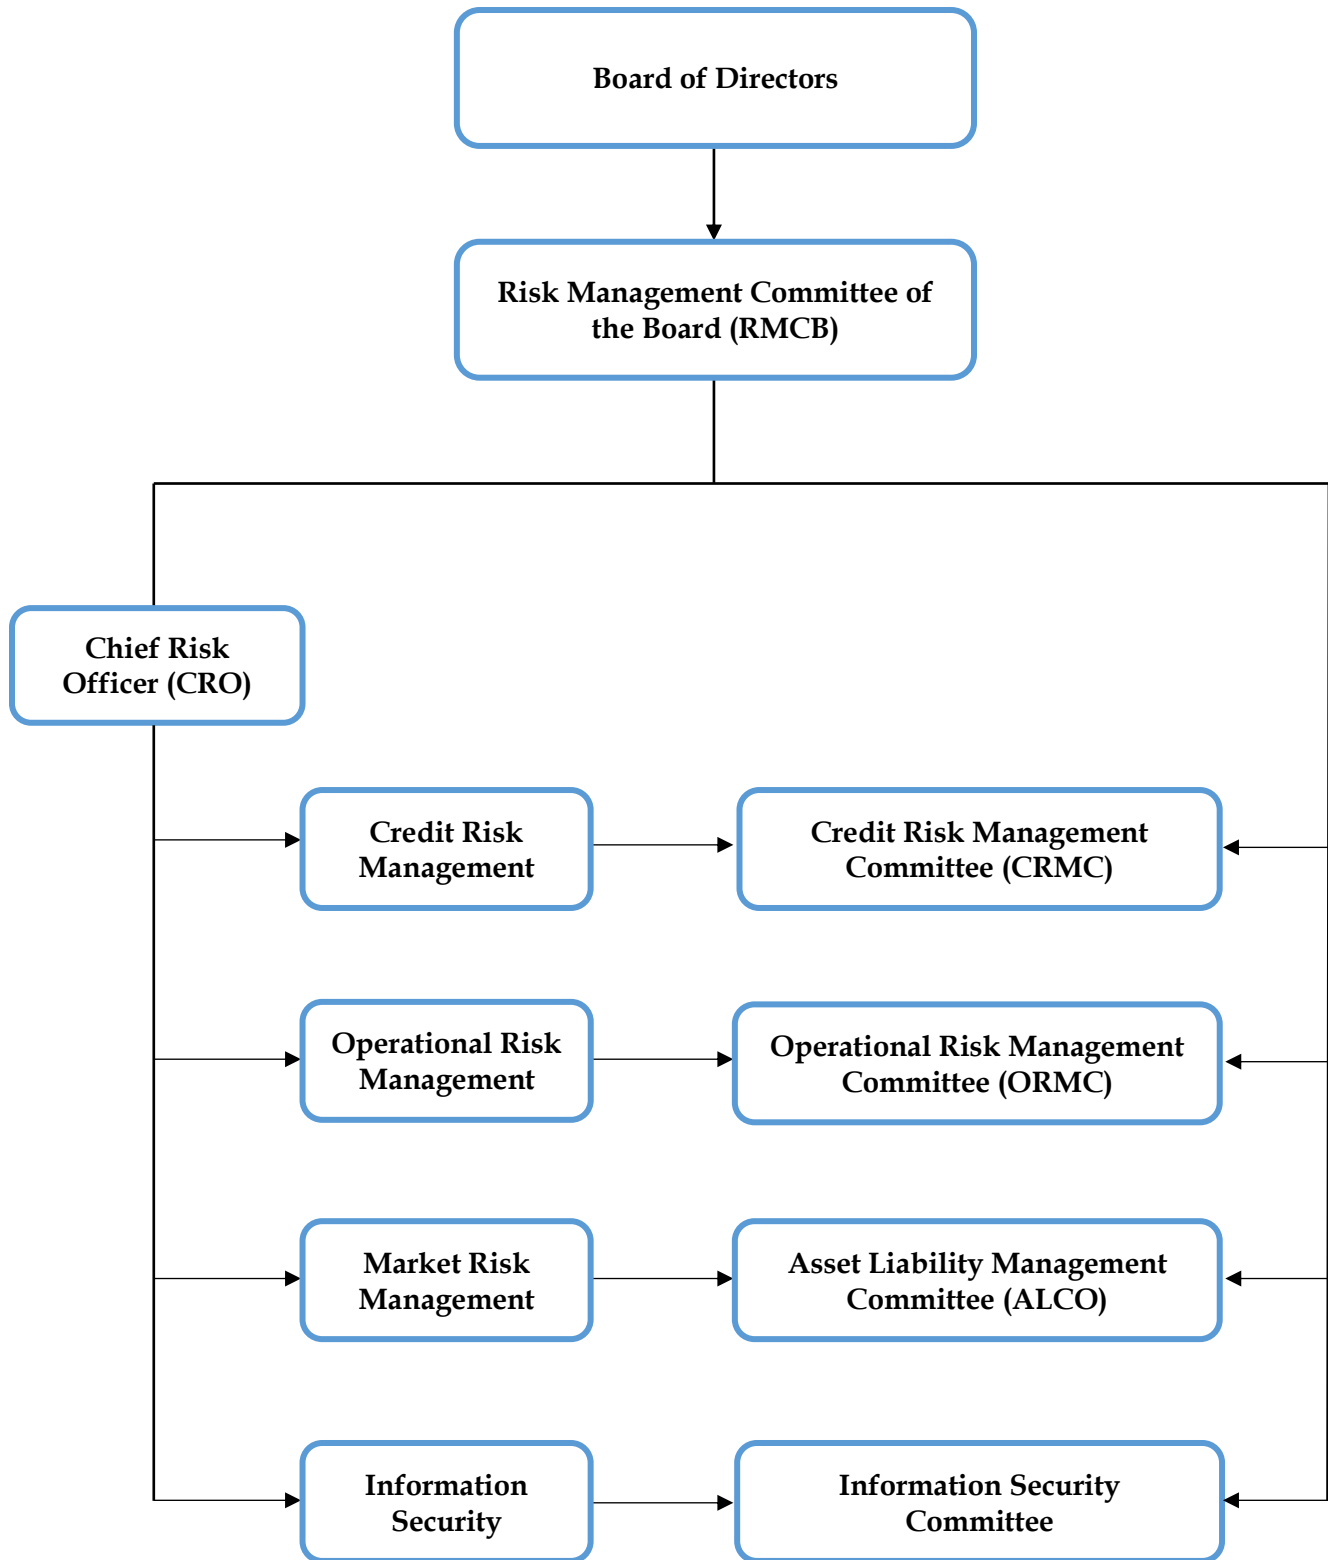 Board of Directors
Risk Management Committee of
the Board (RMCB)
Chief Risk
Officer (CRO)
Credit Risk
Management
Credit Risk Management
Committee (CRMC)
Operational Risk
Management
Operational Risk Management
Committee (ORMC)
Market Risk
Management
Asset Liability Management
Committee (ALCO)
Information
Security
Information Security
Committee